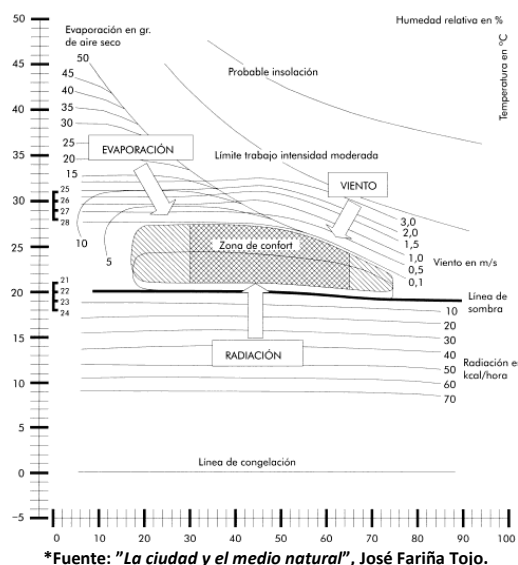 50
45
40
35
30
25
20
15
10
5
0
−5
Humedad relativa en %
Temperatura en ºC
Evaporación en gr.
de aire seco
50
45
40
35
30
25
20
15
10
5
Probable insolación
EVAPORACIÓN
Límite trabajo intensidad moderada
VIENTO
25
26
27
28
21
22
23
24
Zona de confort
3,0
2,0
1,5
1,0
0,5
0,1
Viento en m/s
Línea de
sombra
RADIACIÓN
10
20
30
40
50
60
70
Radiación en
kcal/hora
Línea de congelación
0 10 20 30 40 50 60 70 80 90 100
*Fuente: "La ciudad y el medio natural", José Fariña Tojo.